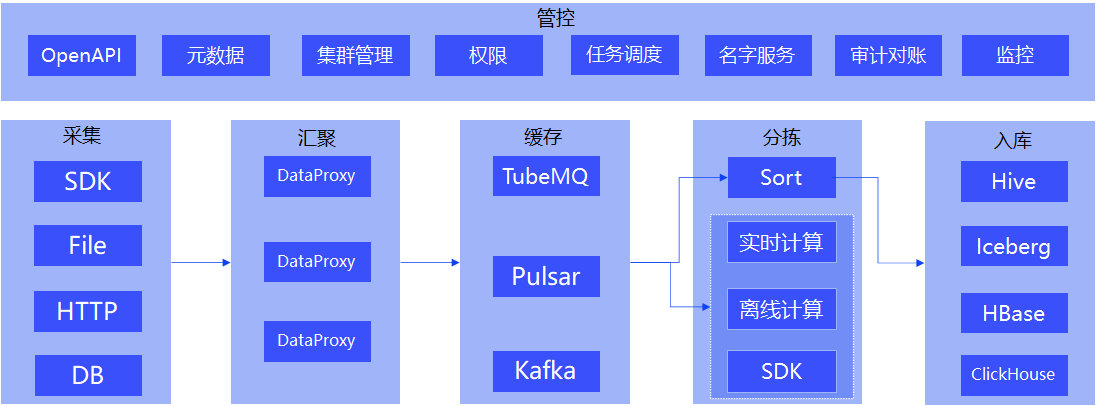 管控
OpenAPI
元数据
集群管理
权限
任务调度
名字服务
审计对账
监控
采集
SDK
File
HTTP
DB
汇聚
DataProxy
DataProxy
DataProxy
缓存
TubeMQ
Pulsar
Kafka
分拣
Sort
实时计算
离线计算
SDK
入库
Hive
Iceberg
HBase
ClickHouse